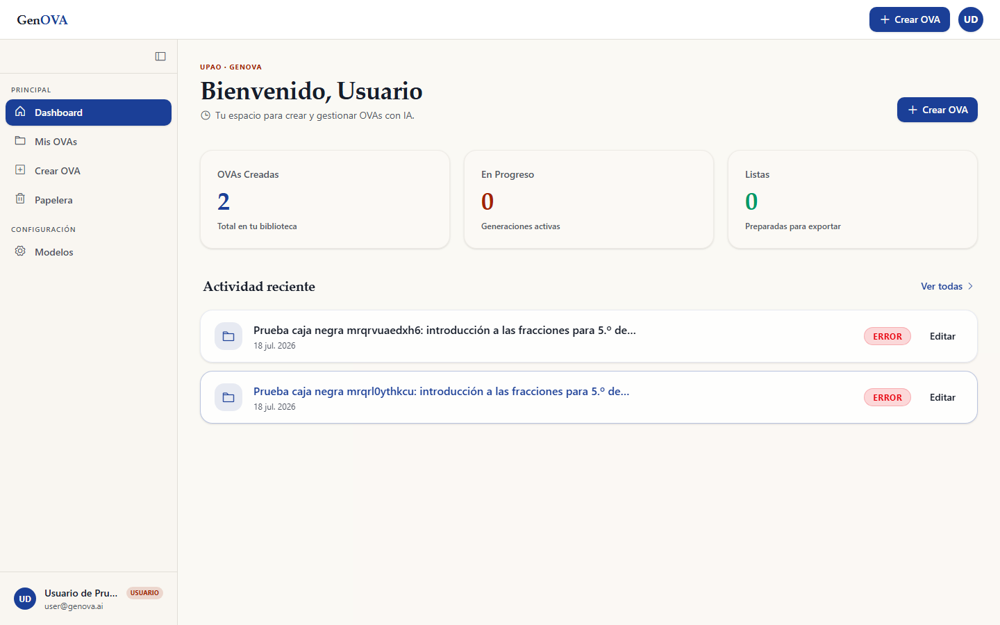 GenOVA
Crear OVA
UD
PRINCIPAL
Dashboard
Mis OVAs
Crear OVA
Papelera
CONFIGURACIÓN
Modelos
UD
Usuario de Pru...
USUARIO
user@genova.ai
UPAO · GENOVA
Bienvenido, Usuario
Tu espacio para crear y gestionar OVAs con IA.
Crear OVA
OVAs Creadas
2
Total en tu biblioteca
En Progreso
0
Generaciones activas
Listas
0
Preparadas para exportar
Actividad reciente
Ver todas
Prueba caja negra mrqrvuaedxh6: introducción a las fracciones para 5.º de...
18 jul. 2026
ERROR
Editar
Prueba caja negra mrqrl0ythkcu: introducción a las fracciones para 5.º de...
18 jul. 2026
ERROR
Editar